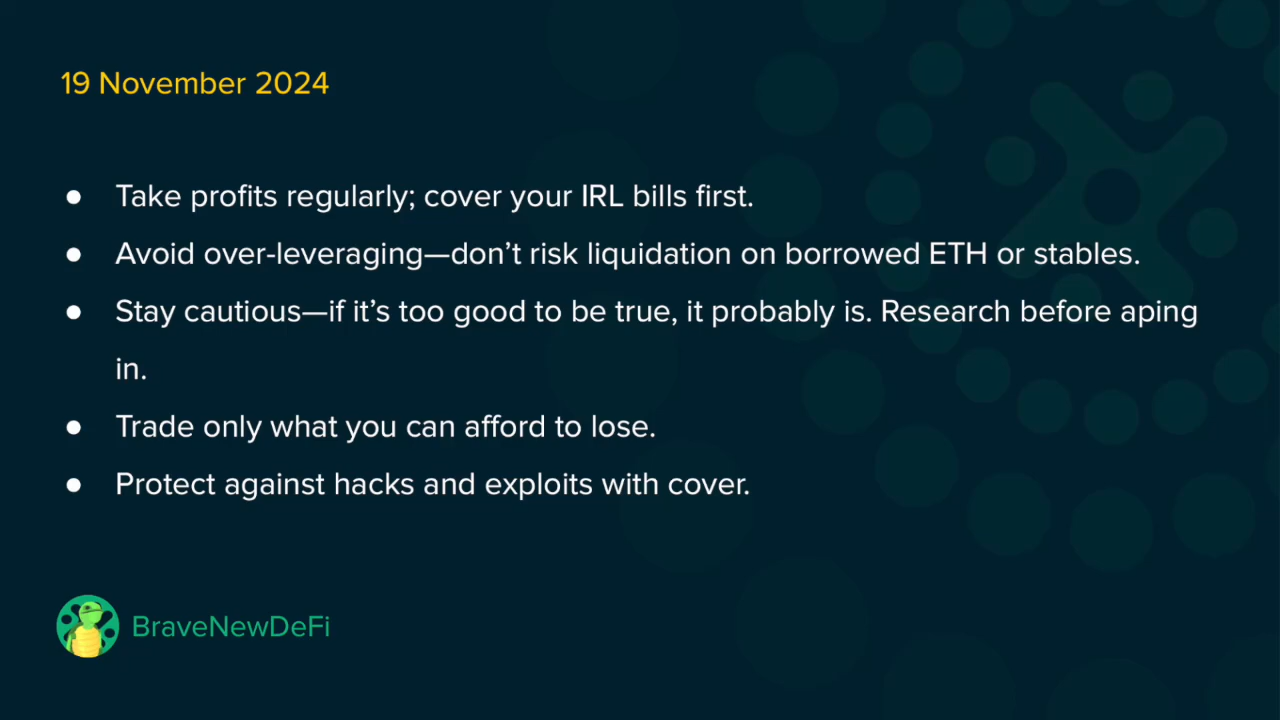 19 November 2024
● Take profits regularly; cover your IRL bills first.
● Avoid over-leveraging—don’t risk liquidation on borrowed ETH or stables.
● Stay cautious—if it’s too good to be true, it probably is. Research before aping
in.
● Trade only what you can afford to lose.
● Protect against hacks and exploits with cover.
BraveNewDeFi